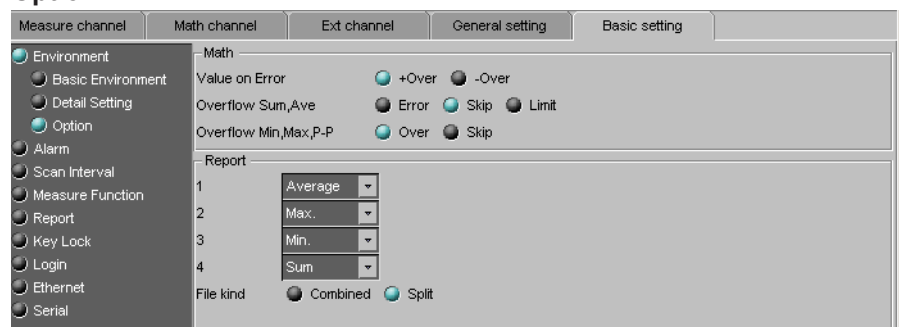 Measure channel Math channel Ext channel General setting Basic setting
Environment
Basic Environment
Detail Setting
Option
Alarm
Scan Interval
Measure Function
Report
Key Lock
Login
Ethernet
Serial
Math
Value on Error +Over -Over
Overflow Sum,Ave Error Skip Limit
Overflow Min,Max,P-P Over Skip
Report
1 Average
2 Max.
3 Min.
4 Sum
File kind Combined Split